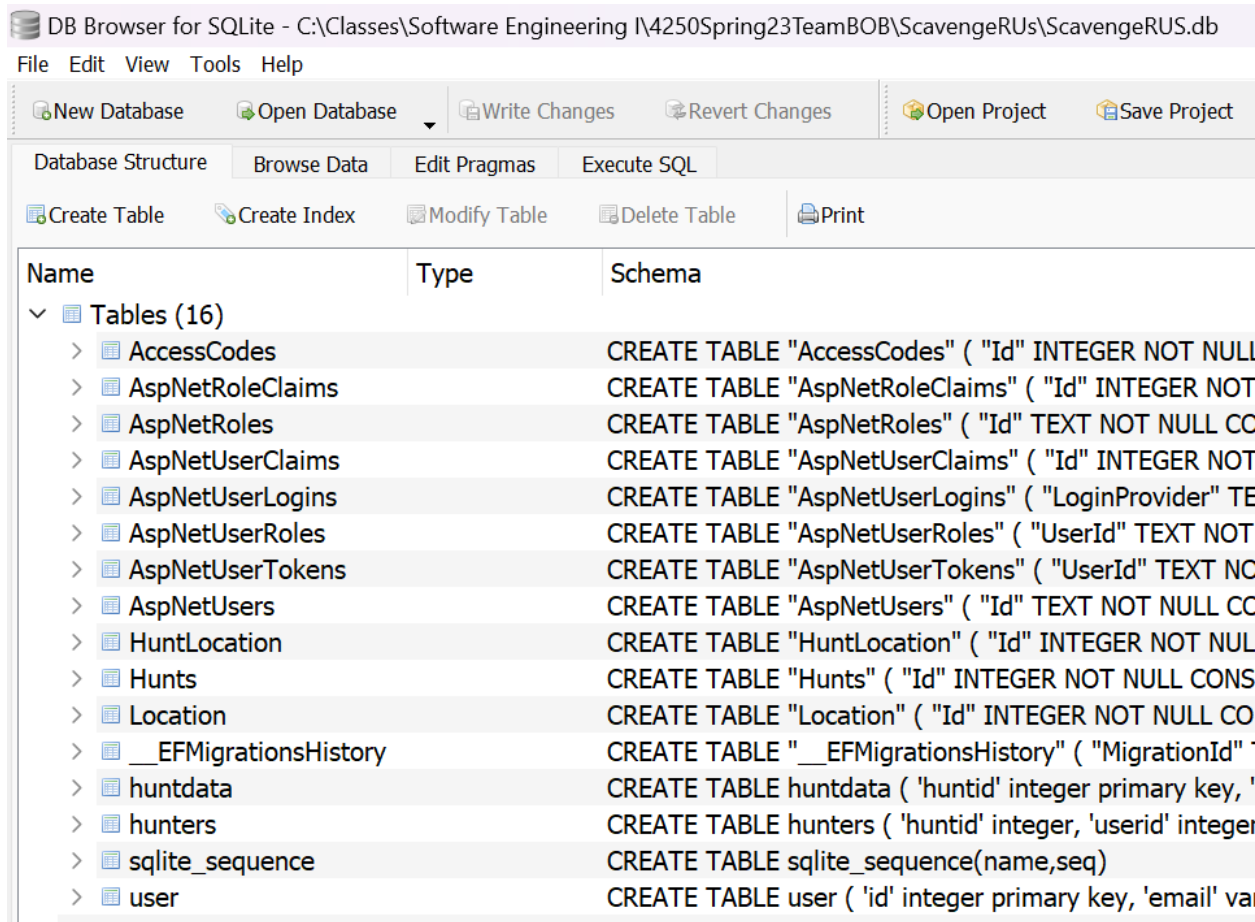 DB Browser for SQLite - C:\Classes\Software Engineering I\4250Spring23TeamBOB\ScavengeRUs\ScavengeRUS.db
File Edit View Tools Help
New Database Open Database Write Changes Revert Changes Open Project Save Project
Database Structure Browse Data Edit Pragmas Execute SQL
Create Table Create Index Modify Table Delete Table Print
Name Type Schema
Tables (16)
AccessCodes CREATE TABLE "AccessCodes" ( "Id" INTEGER NOT NULL
AspNetRoleClaims CREATE TABLE "AspNetRoleClaims" ( "Id" INTEGER NOT
AspNetRoles CREATE TABLE "AspNetRoles" ( "Id" TEXT NOT NULL CO
AspNetUserClaims CREATE TABLE "AspNetUserClaims" ( "Id" INTEGER NOT
AspNetUserLogins CREATE TABLE "AspNetUserLogins" ( "LoginProvider" TE
AspNetUserRoles CREATE TABLE "AspNetUserRoles" ( "UserId" TEXT NOT
AspNetUserTokens CREATE TABLE "AspNetUserTokens" ( "UserId" TEXT NO
AspNetUsers CREATE TABLE "AspNetUsers" ( "Id" TEXT NOT NULL CO
HuntLocation CREATE TABLE "HuntLocation" ( "Id" INTEGER NOT NUL
Hunts CREATE TABLE "Hunts" ( "Id" INTEGER NOT NULL CONS
Location CREATE TABLE "Location" ( "Id" INTEGER NOT NULL CO
__EFMigrationsHistory CREATE TABLE "__EFMigrationsHistory" ( "MigrationId" T
huntdata CREATE TABLE huntdata ( 'huntid' integer primary key, '
hunters CREATE TABLE hunters ( 'huntid' integer, 'userid' integer
sqlite_sequence CREATE TABLE sqlite_sequence(name,seq)
user CREATE TABLE user ( 'id' integer primary key, 'email' var